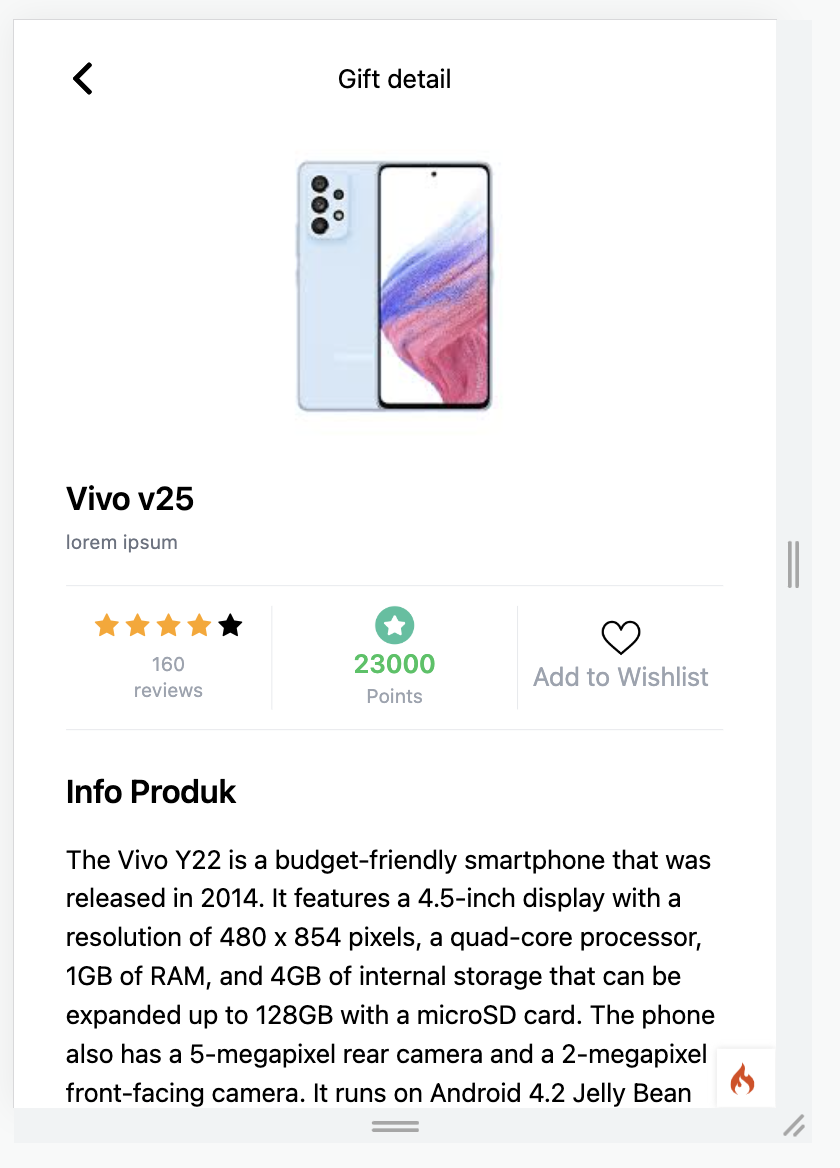 Gift detail
Vivo v25
lorem ipsum
160
reviews
23000
Points
Add to Wishlist
Info Produk
The Vivo Y22 is a budget-friendly smartphone that was
released in 2014. It features a 4.5-inch display with a
resolution of 480 x 854 pixels, a quad-core processor,
1GB of RAM, and 4GB of internal storage that can be
expanded up to 128GB with a microSD card. The phone
also has a 5-megapixel rear camera and a 2-megapixel
front-facing camera. It runs on Android 4.2 Jelly Bean